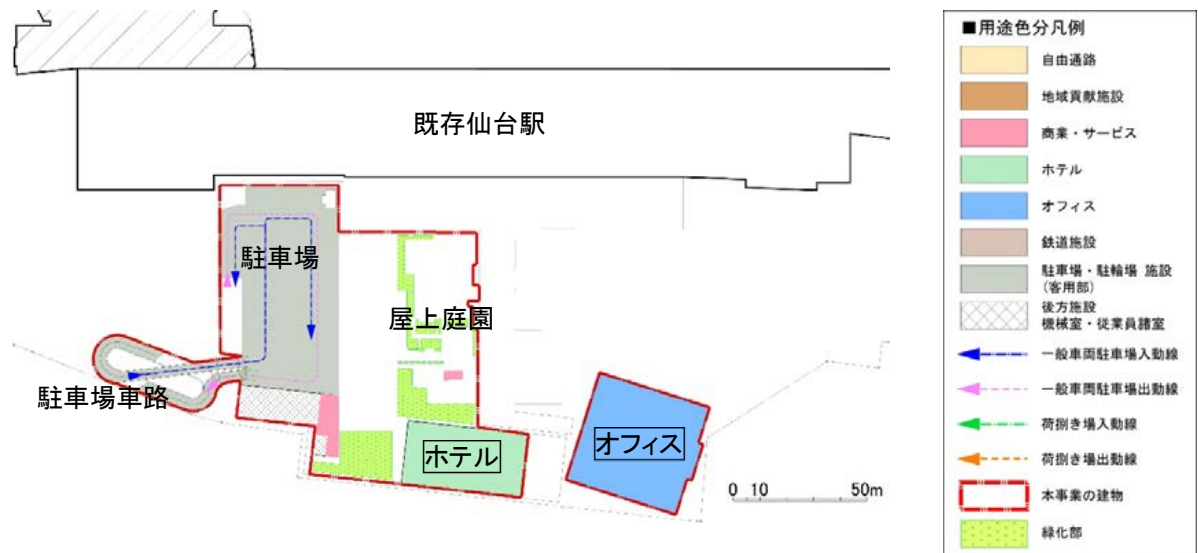 既存仙台駅
駐車場
屋上庭園
駐車場車路
ホテル
オフィス
0 10 50m
■用途色分凡例
自由通路
地域貢献施設
商業・サービス
ホテル
オフィス
鉄道施設
駐車場・駐輪場 施設
(客用部)
後方施設
機械室・従業員諸室
一般車両駐車場入動線
一般車両駐車場出動線
荷捌き場入動線
荷捌き場出動線
本事業の建物
緑化部